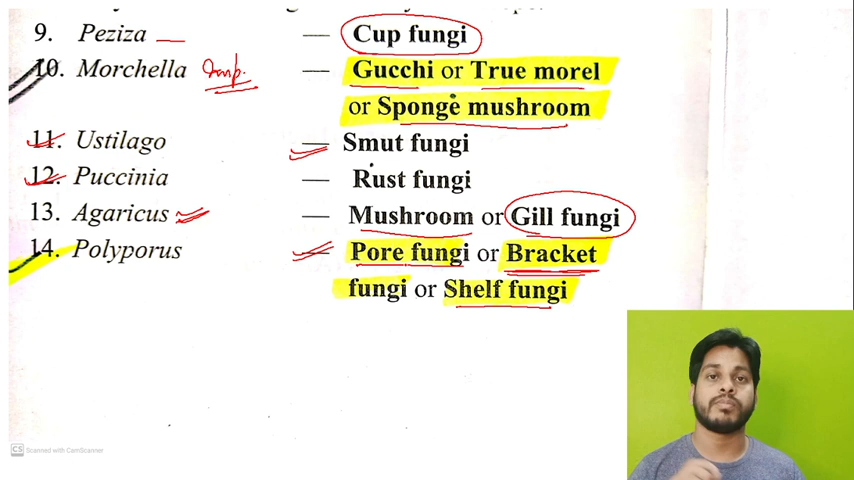 9. Peziza — Cup fungi
10. Morchella Imp. — Gucchi or True morel
or Sponge mushroom
11. Ustilago — Smut fungi
12. Puccinia — Rust fungi
13. Agaricus — Mushroom or Gill fungi
14. Polyporus — Pore fungi or Bracket
fungi or Shelf fungi
CS Scanned with CamScanner